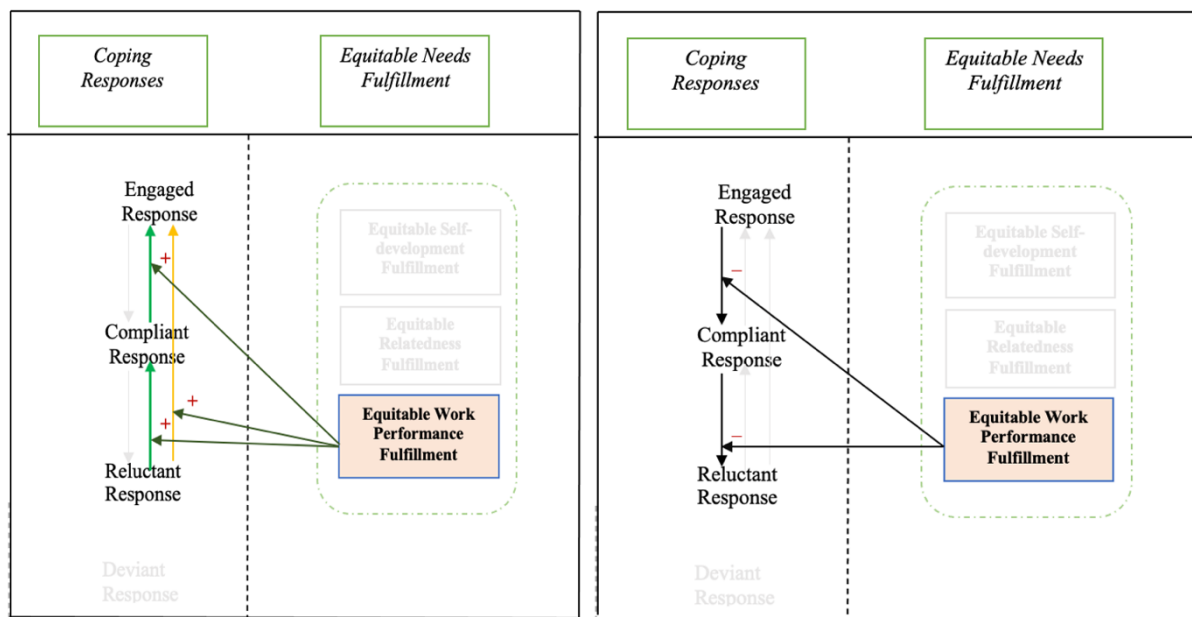 Coping
Responses
Equitable Needs
Fulfillment
Engaged
Response
+
Equitable Self-
development
Fulfillment
Compliant
Response
Equitable
Relatedness
Fulfillment
+
+
Equitable Work
Performance
Fulfillment
Reluctant
Response
Deviant
Response
Coping
Responses
Equitable Needs
Fulfillment
Engaged
Response
–
Equitable Self-
development
Fulfillment
Compliant
Response
Equitable
Relatedness
Fulfillment
–
Equitable Work
Performance
Fulfillment
Reluctant
Response
Deviant
Response